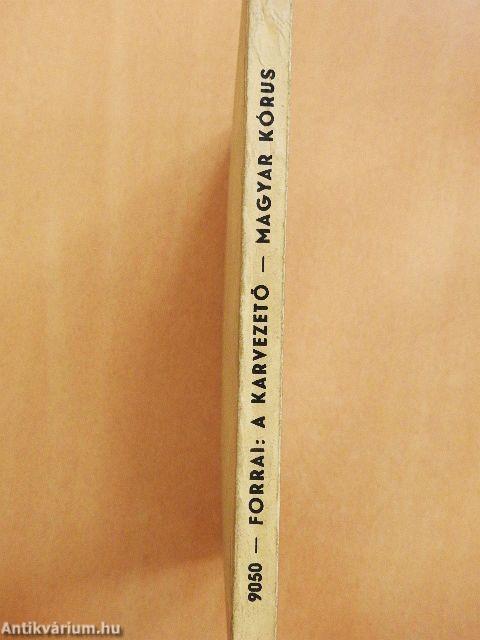 9050 — FORRAI: A KARVEZETŐ — MAGYAR KÓRUS
Antikvárium.hu